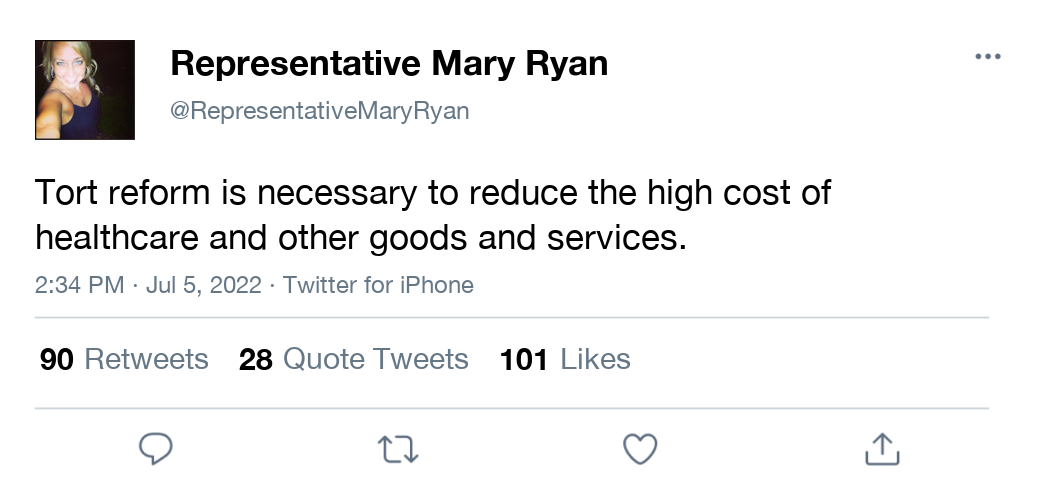 Representative Mary Ryan
@RepresentativeMaryRyan
Tort reform is necessary to reduce the high cost of
healthcare and other goods and services.
2:34 PM · Jul 5, 2022 · Twitter for iPhone
90 Retweets 28 Quote Tweets 101 Likes